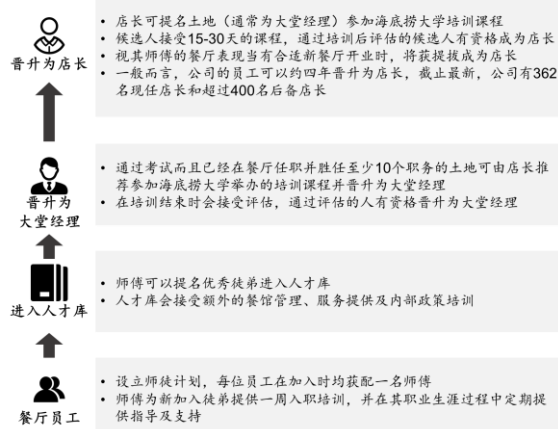 • 店长可提名土地（通常为大堂经理）参加海底捞大学培训课程
• 候选人接受15-30天的课程，通过培训后评估的候选人有资格成为店长
• 视其师傅的餐厅表现当有合适新餐厅开业时，将获提拔成为店长
• 一般而言，公司的员工可以约四年晋升为店长，截止最新，公司有362
名现任店长和超过400名后备店长
晋升为店长
• 通过考试而且已经在餐厅任职并胜任至少10个职务的土地可由店长推
荐参加海底捞大学举办的培训课程并晋升为大堂经理
• 在培训结束时会接受评估，通过评估的人有资格晋升为大堂经理
晋升为
大堂经理
• 师傅可以提名优秀徒弟进入人才库
• 人才库会接受额外的餐馆管理、服务提供及内部政策培训
进入人才库
• 设立师徒计划，每位员工在加入时均获配一名师傅
• 师傅为新加入徒弟提供一周入职培训，并在其职业生涯过程中定期提
供指导及支持
餐厅员工